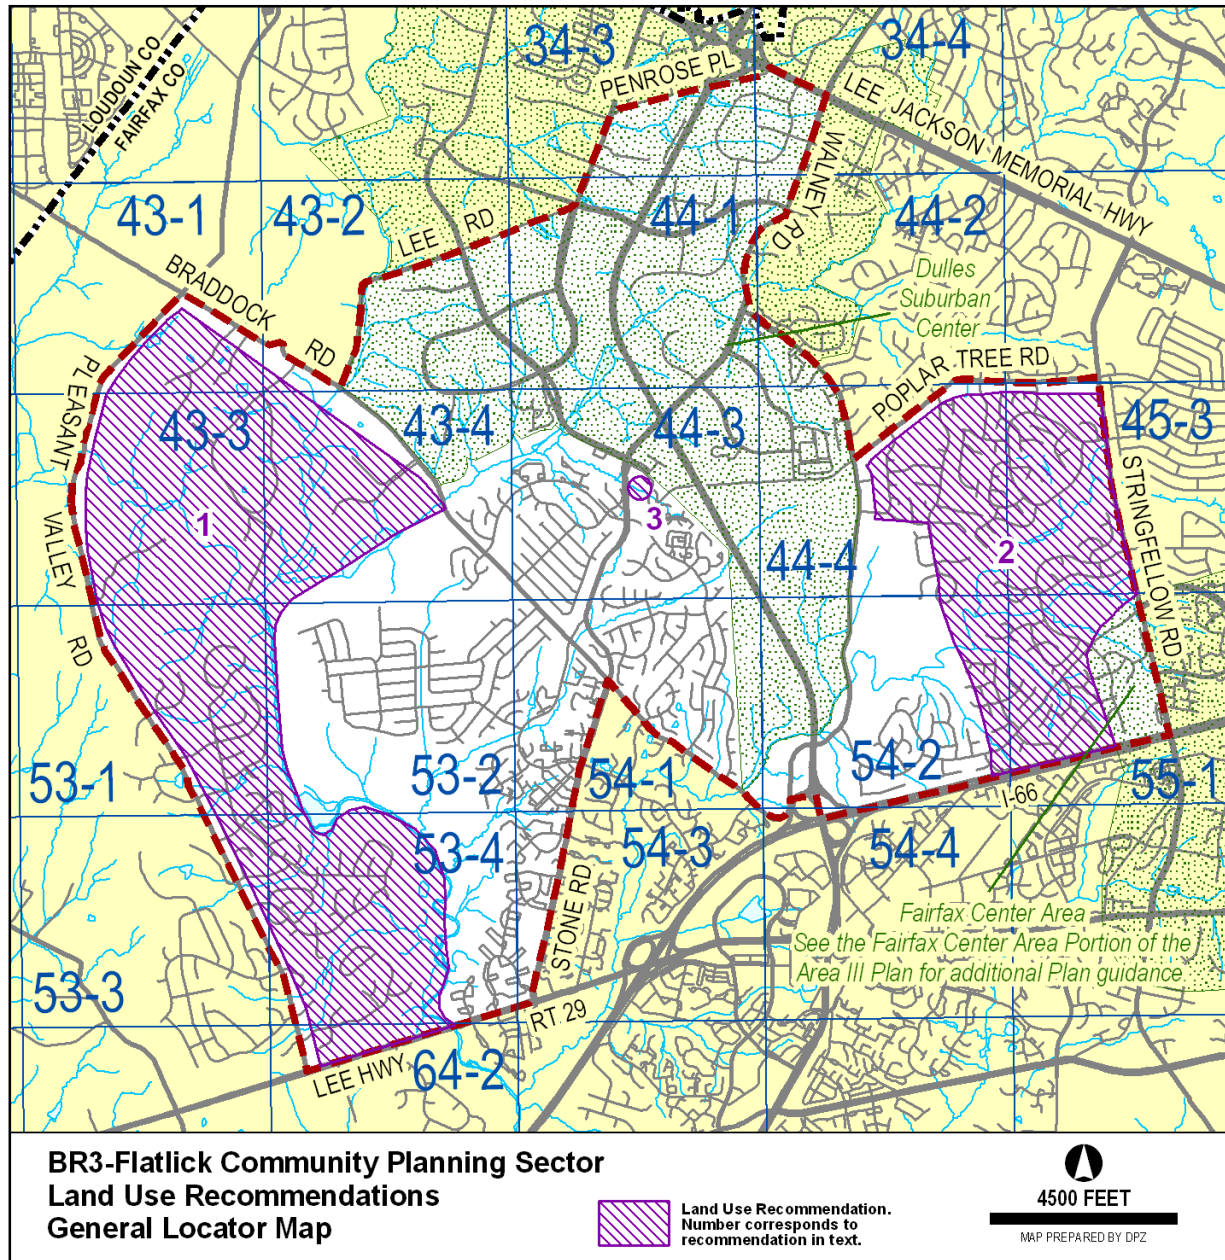 34-3
34-4
PENROSE PL
LOUDOUN CO
FAIRFAX CO
LEE JACKSON MEMORIAL HWY
WALNEY RD
43-1
43-2
44-1
44-2
LEE RD
BRADDOCK RD
Dulles
Suburban
Center
POPLAR TREE RD
PLEASANT VALLEY RD
43-3
43-4
44-3
45-3
STRINGFELLOW RD
1
3
2
44-4
53-1
53-2
54-1
54-2
55-1
I-66
53-4
54-3
54-4
STONE RD
Fairfax Center Area
See the Fairfax Center Area Portion of the
Area III Plan for additional Plan guidance
53-3
RT 29
LEE HWY
64-2
BR3-Flatlick Community Planning Sector
Land Use Recommendations
General Locator Map
Land Use Recommendation.
Number corresponds to
recommendation in text.
4500 FEET
MAP PREPARED BY DPZ